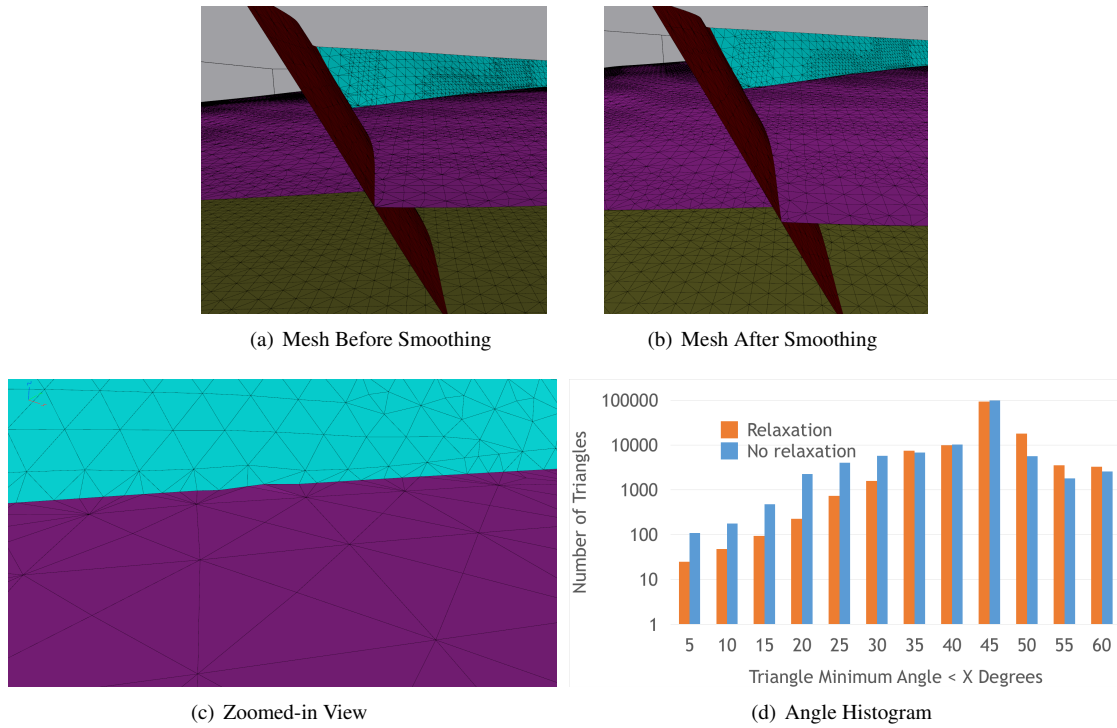 (a) Mesh Before Smoothing
(b) Mesh After Smoothing
(c) Zoomed-in View
Number of Triangles
100000
10000
1000
100
10
1
Relaxation
No relaxation
5 10 15 20 25 30 35 40 45 50 55 60
Triangle Minimum Angle < X Degrees
(d) Angle Histogram